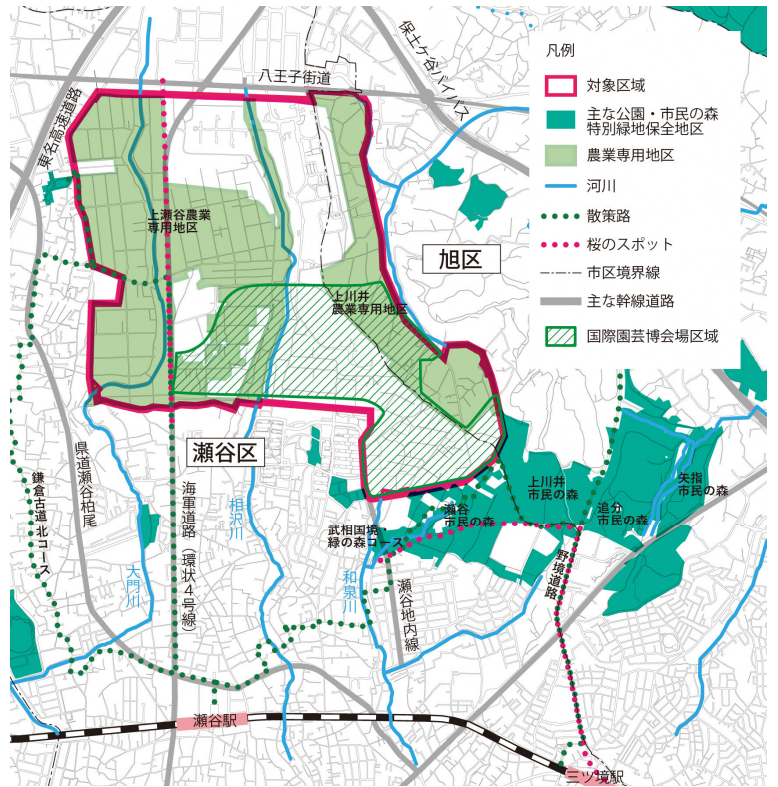 八王子街道
保土ケ谷バイパス
東名高速道路
凡例
対象区域
主な公園・市民の森
特別緑地保全地区
農業専用地区
河川
散策路
桜のスポット
市区境界線
主な幹線道路
国際園芸博会場区域
上瀬谷農業
専用地区
旭区
上川井
農業専用地区
瀬谷区
県道瀬谷柏尾
鎌倉古道北コース
海軍道路（環状4号線）
相沢川
大門川
武相国境・
緑の森コース
瀬谷
市民の森
上川井
市民の森
追分
市民の森
矢指
市民の森
和泉川
瀬谷地内線
野境道路
瀬谷駅
三ツ境駅